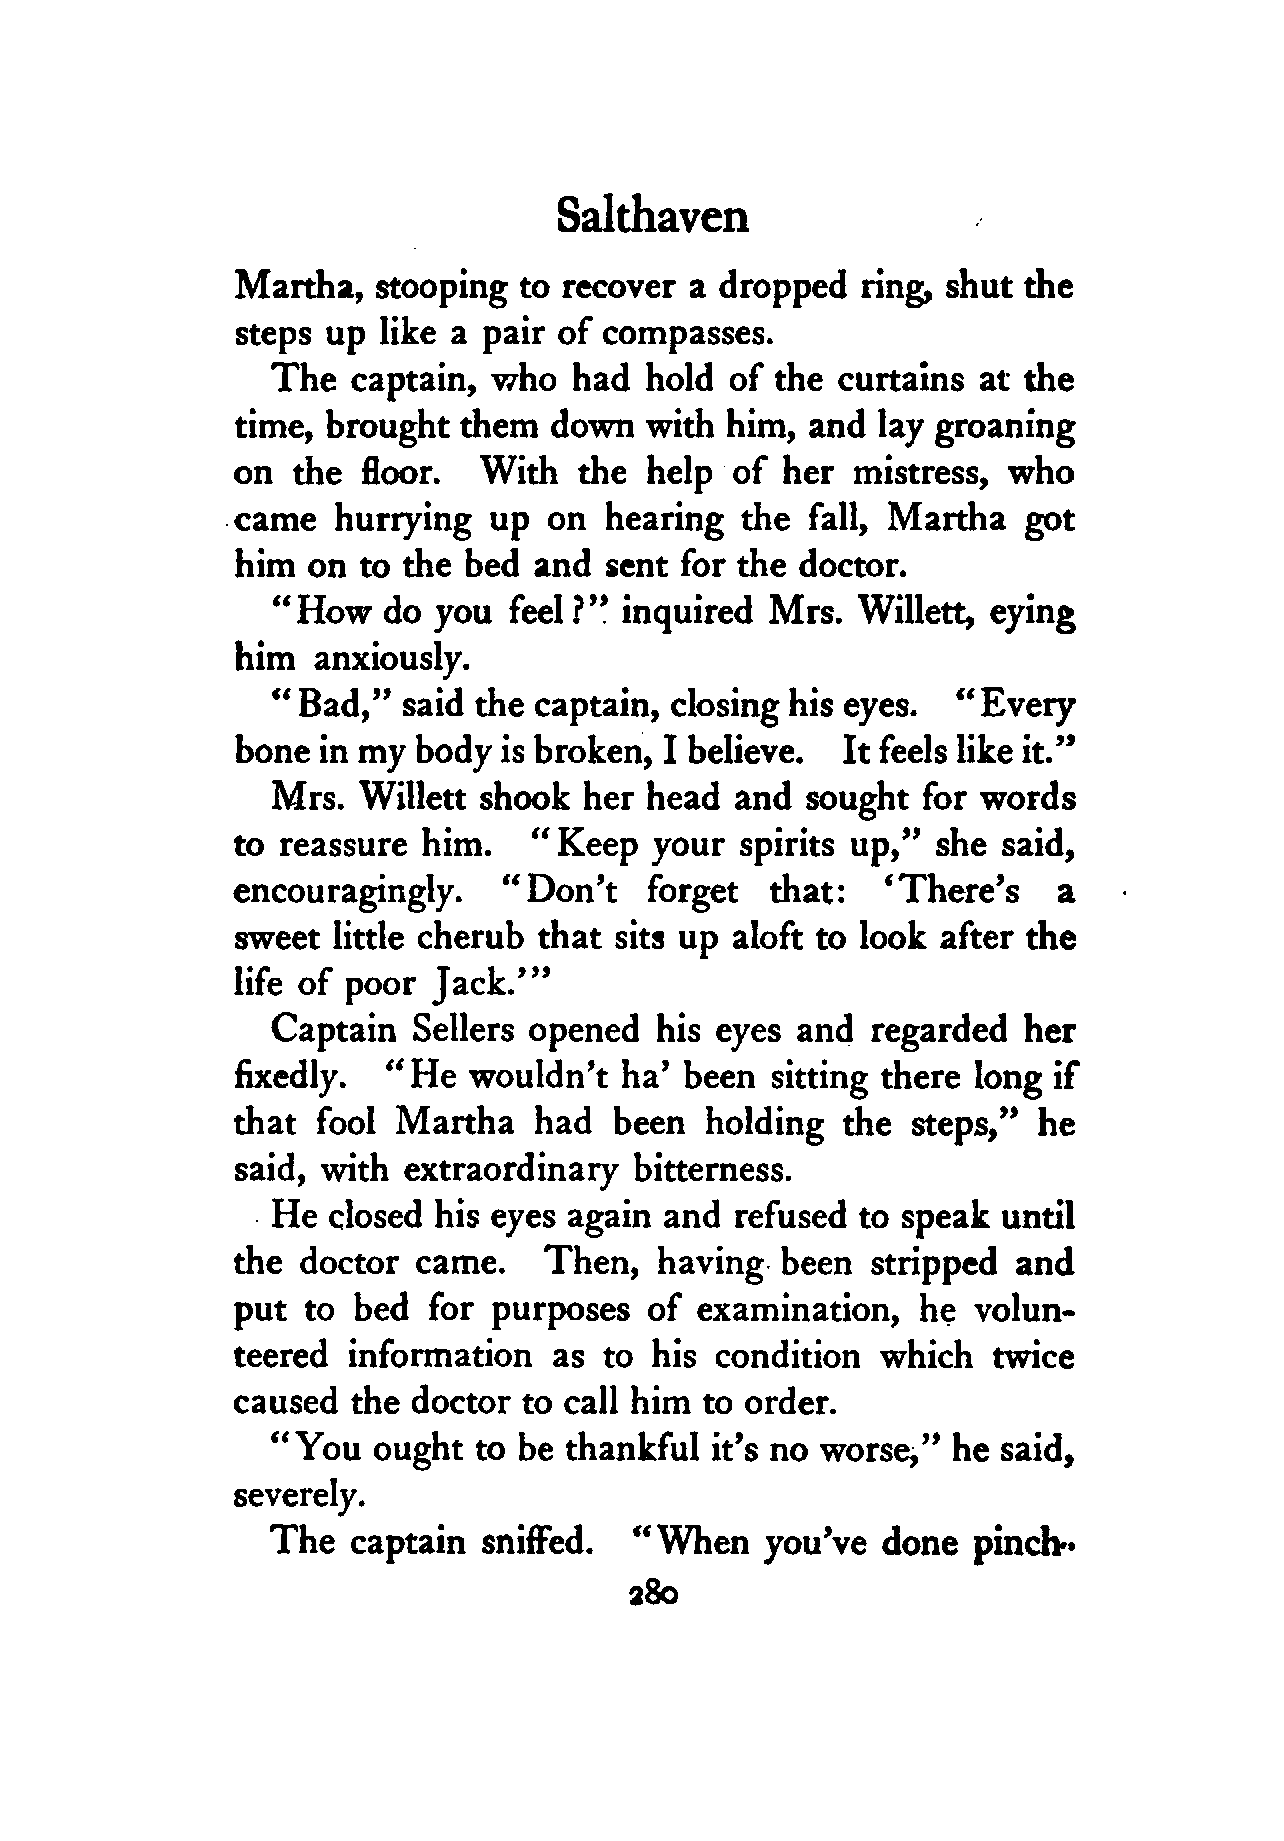 Salthaven
Martha, stooping to recover a dropped ring, shut the
steps up like a pair of compasses.
The captain, who had hold of the curtains at the
time, brought them down with him, and lay groaning
on the floor. With the help of her mistress, who
came hurrying up on hearing the fall, Martha got
him on to the bed and sent for the doctor.
"How do you feel?" inquired Mrs. Willett, eying
him anxiously.
"Bad," said the captain, closing his eyes. "Every
bone in my body is broken, I believe. It feels like it."
Mrs. Willett shook her head and sought for words
to reassure him. "Keep your spirits up," she said,
encouragingly. "Don't forget that: 'There's a
sweet little cherub that sits up aloft to look after the
life of poor Jack.'"
Captain Sellers opened his eyes and regarded her
fixedly. "He wouldn't ha' been sitting there long if
that fool Martha had been holding the steps," he
said, with extraordinary bitterness.
He closed his eyes again and refused to speak until
the doctor came. Then, having been stripped and
put to bed for purposes of examination, he volun-
teered information as to his condition which twice
caused the doctor to call him to order.
"You ought to be thankful it's no worse," he said,
severely.
The captain sniffed. "When you've done pinch-
280